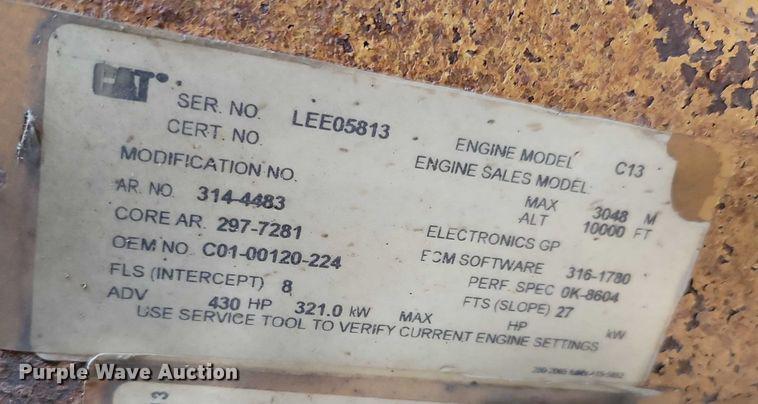 CAT
SER. NO. LEE05813 ENGINE MODEL C13
CERT. NO. ENGINE SALES MODEL
MODIFICATION NO. MAX ALT 3048 M 10000 FT
AR. NO. 314-4483
CORE AR. 297-7281 ELECTRONICS GP
OEM NO. C01-00120-224 ECM SOFTWARE 316-1780
FLS (INTERCEPT) 8 PERF. SPEC 0K-8604
FTS (SLOPE) 27
ADV 430 HP 321.0 kW MAX HP kW
USE SERVICE TOOL TO VERIFY CURRENT ENGINE SETTINGS
Purple Wave Auction
3